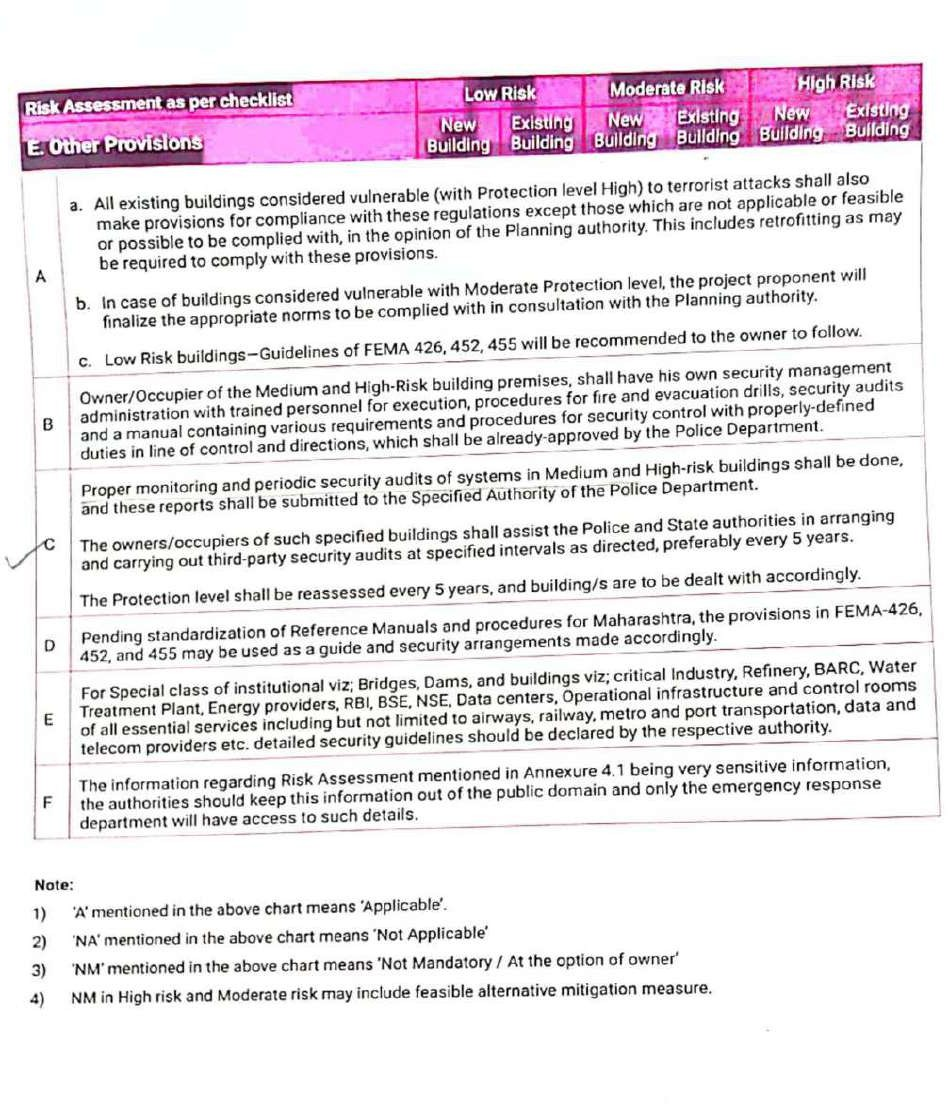 Risk Assessment as per checklist
Low Risk
Moderate Risk
High Risk
E. Other Provisions
New Building
Existing Building
New Building
Existing Building
New Building
Existing Building
A
a. All existing buildings considered vulnerable (with Protection level High) to terrorist attacks shall also
make provisions for compliance with these regulations except those which are not applicable or feasible
or possible to be complied with, in the opinion of the Planning authority. This includes retrofitting as may
be required to comply with these provisions.
b. In case of buildings considered vulnerable with Moderate Protection level, the project proponent will
finalize the appropriate norms to be complied with in consultation with the Planning authority.
c. Low Risk buildings–Guidelines of FEMA 426, 452, 455 will be recommended to the owner to follow.
B
Owner/Occupier of the Medium and High-Risk building premises, shall have his own security management
administration with trained personnel for execution, procedures for fire and evacuation drills, security audits
and a manual containing various requirements and procedures for security control with properly-defined
duties in line of control and directions, which shall be already-approved by the Police Department.
C
Proper monitoring and periodic security audits of systems in Medium and High-risk buildings shall be done,
and these reports shall be submitted to the Specified Authority of the Police Department.
The owners/occupiers of such specified buildings shall assist the Police and State authorities in arranging
and carrying out third-party security audits at specified intervals as directed, preferably every 5 years.
The Protection level shall be reassessed every 5 years, and building/s are to be dealt with accordingly.
D
Pending standardization of Reference Manuals and procedures for Maharashtra, the provisions in FEMA-426,
452, and 455 may be used as a guide and security arrangements made accordingly.
E
For Special class of institutional viz; Bridges, Dams, and buildings viz; critical Industry, Refinery, BARC, Water
Treatment Plant, Energy providers, RBI, BSE, NSE, Data centers, Operational infrastructure and control rooms
of all essential services including but not limited to airways, railway, metro and port transportation, data and
telecom providers etc. detailed security guidelines should be declared by the respective authority.
F
The information regarding Risk Assessment mentioned in Annexure 4.1 being very sensitive information,
the authorities should keep this information out of the public domain and only the emergency response
department will have access to such details.
Note:
1) 'A' mentioned in the above chart means 'Applicable'.
2) 'NA' mentioned in the above chart means 'Not Applicable'
3) 'NM' mentioned in the above chart means 'Not Mandatory / At the option of owner'
4) NM in High risk and Moderate risk may include feasible alternative mitigation measure.